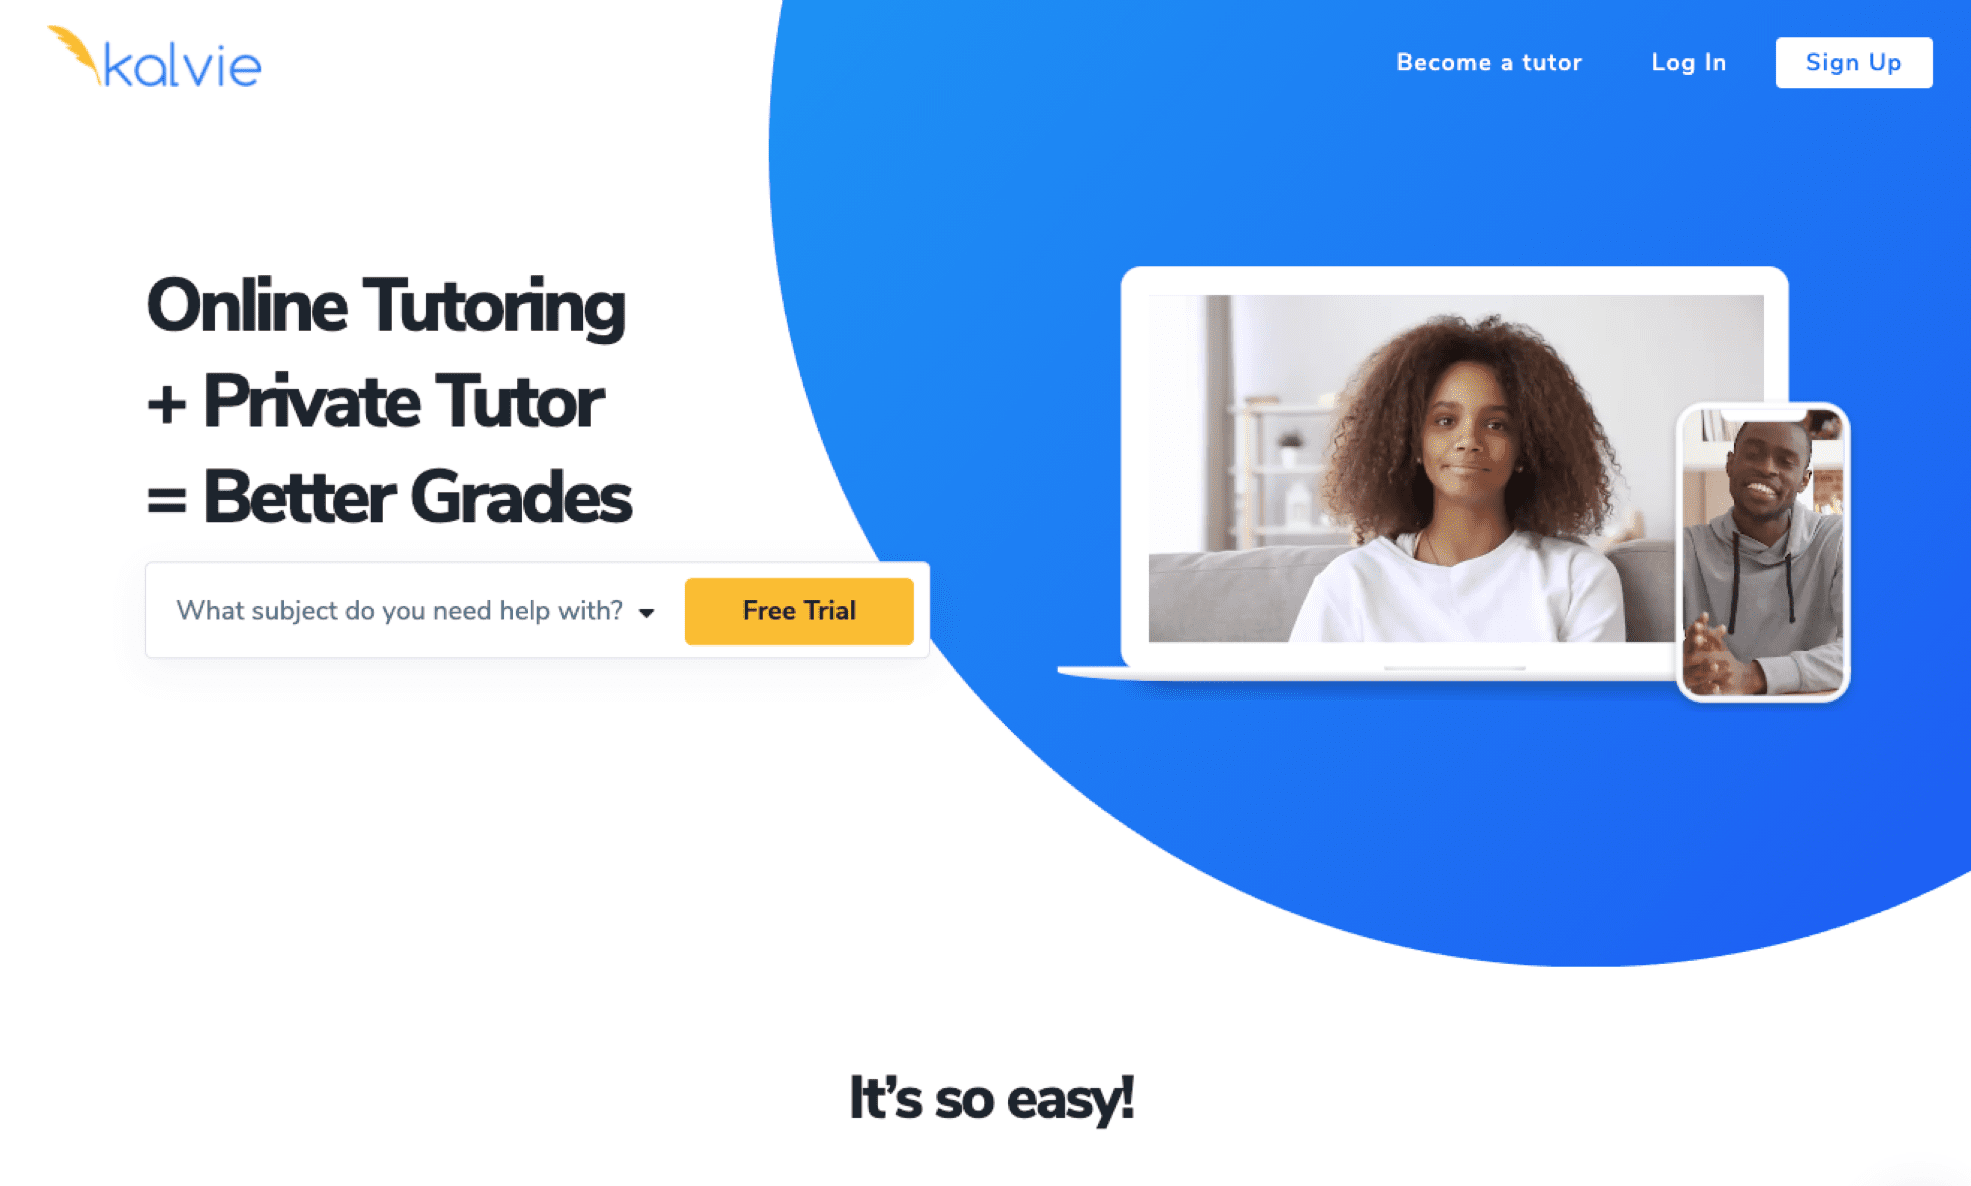 kalvie
Become a tutor
Log In
Sign Up
Online Tutoring
+ Private Tutor
= Better Grades
What subject do you need help with?
Free Trial
It’s so easy!